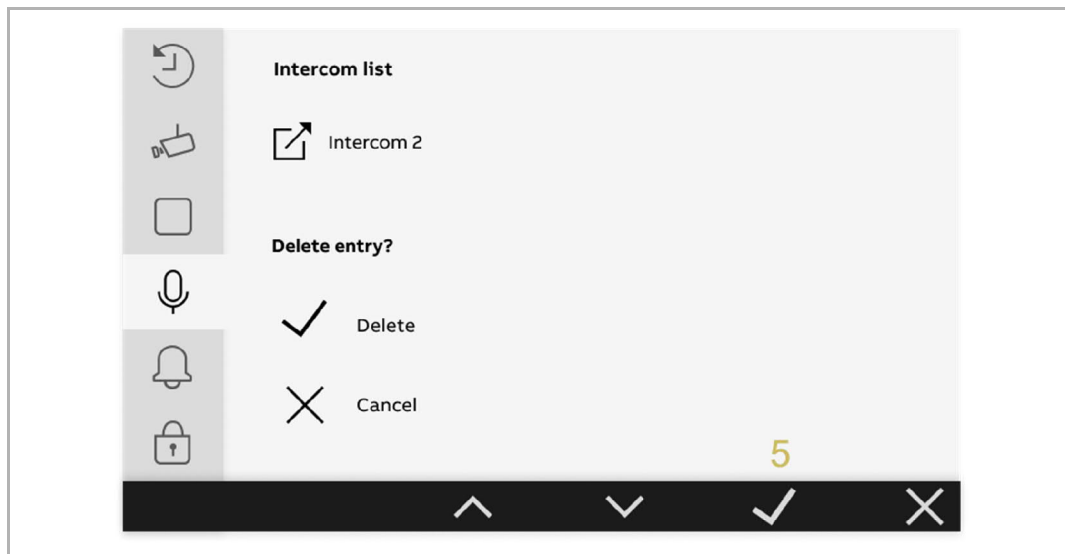 Intercom list
Intercom 2
Delete entry?
Delete
Cancel
5